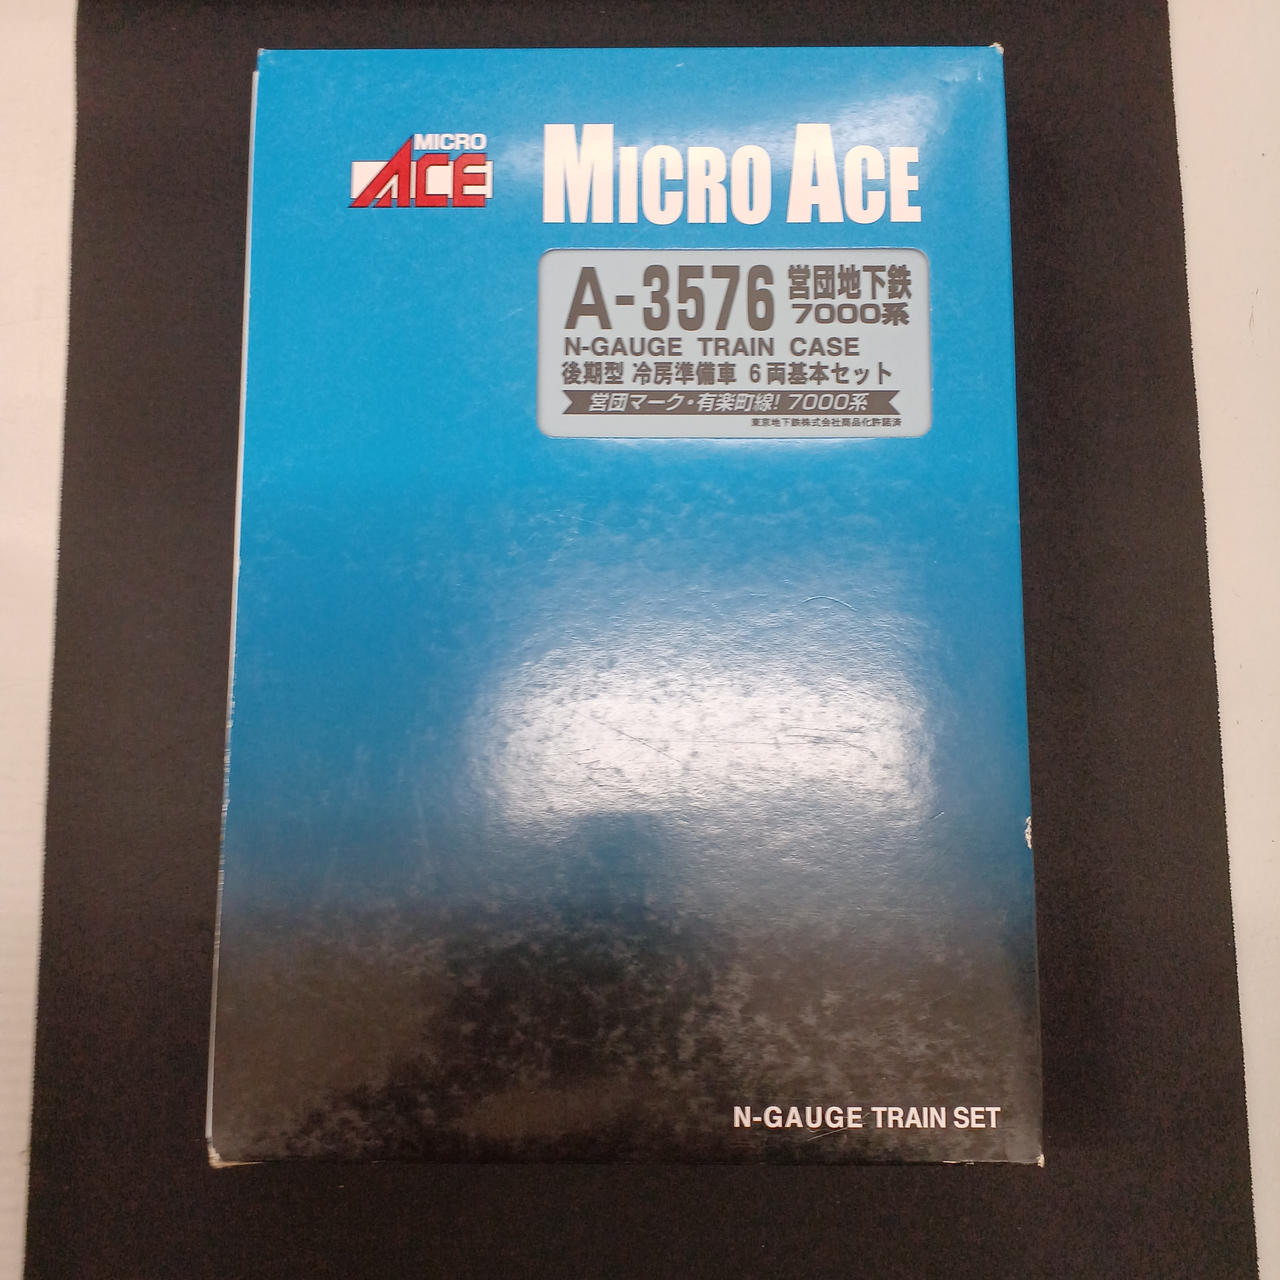 MICRO
ACE
MICRO ACE
A-3576
営団地下鉄
7000系
N-GAUGE TRAIN CASE
後期型 冷房準備車 6両基本セット
営団マーク・有楽町線! 7000系
東京地下鉄株式会社商品化許諾済
N-GAUGE TRAIN SET